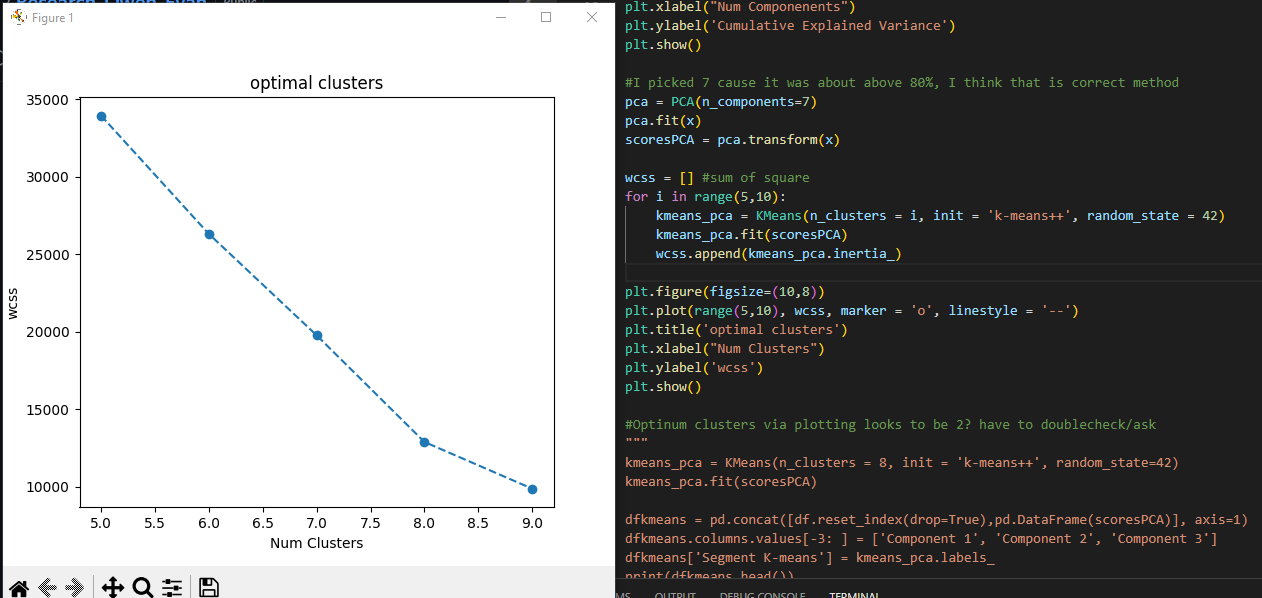 Figure 1
optimal clusters
35000
30000
25000
20000
15000
10000
wcss
5.0 5.5 6.0 6.5 7.0 7.5 8.0 8.5 9.0
Num Clusters
plt.xlabel("Num Componenents")
plt.ylabel('Cumulative Explained Variance')
plt.show()
#I picked 7 cause it was about above 80%, I think that is correct method
pca = PCA(n_components=7)
pca.fit(x)
scoresPCA = pca.transform(x)
wcss = [] #sum of square
for i in range(5,10):
    kmeans_pca = KMeans(n_clusters = i, init = 'k-means++', random_state = 42)
    kmeans_pca.fit(scoresPCA)
    wcss.append(kmeans_pca.inertia_)
plt.figure(figsize=(10,8))
plt.plot(range(5,10), wcss, marker = 'o', linestyle = '--')
plt.title('optimal clusters')
plt.xlabel("Num Clusters")
plt.ylabel('wcss')
plt.show()
#Optinum clusters via plotting looks to be 2? have to doublecheck/ask
"""
kmeans_pca = KMeans(n_clusters = 8, init = 'k-means++', random_state=42)
kmeans_pca.fit(scoresPCA)
dfkmeans = pd.concat([df.reset_index(drop=True),pd.DataFrame(scoresPCA)], axis=1)
dfkmeans.columns.values[-3: ] = ['Component 1', 'Component 2', 'Component 3']
dfkmeans['Segment K-means'] = kmeans_pca.labels_
print(dfkmeans.head())
OUTPUT DEBUG CONSOLE TERMINAL